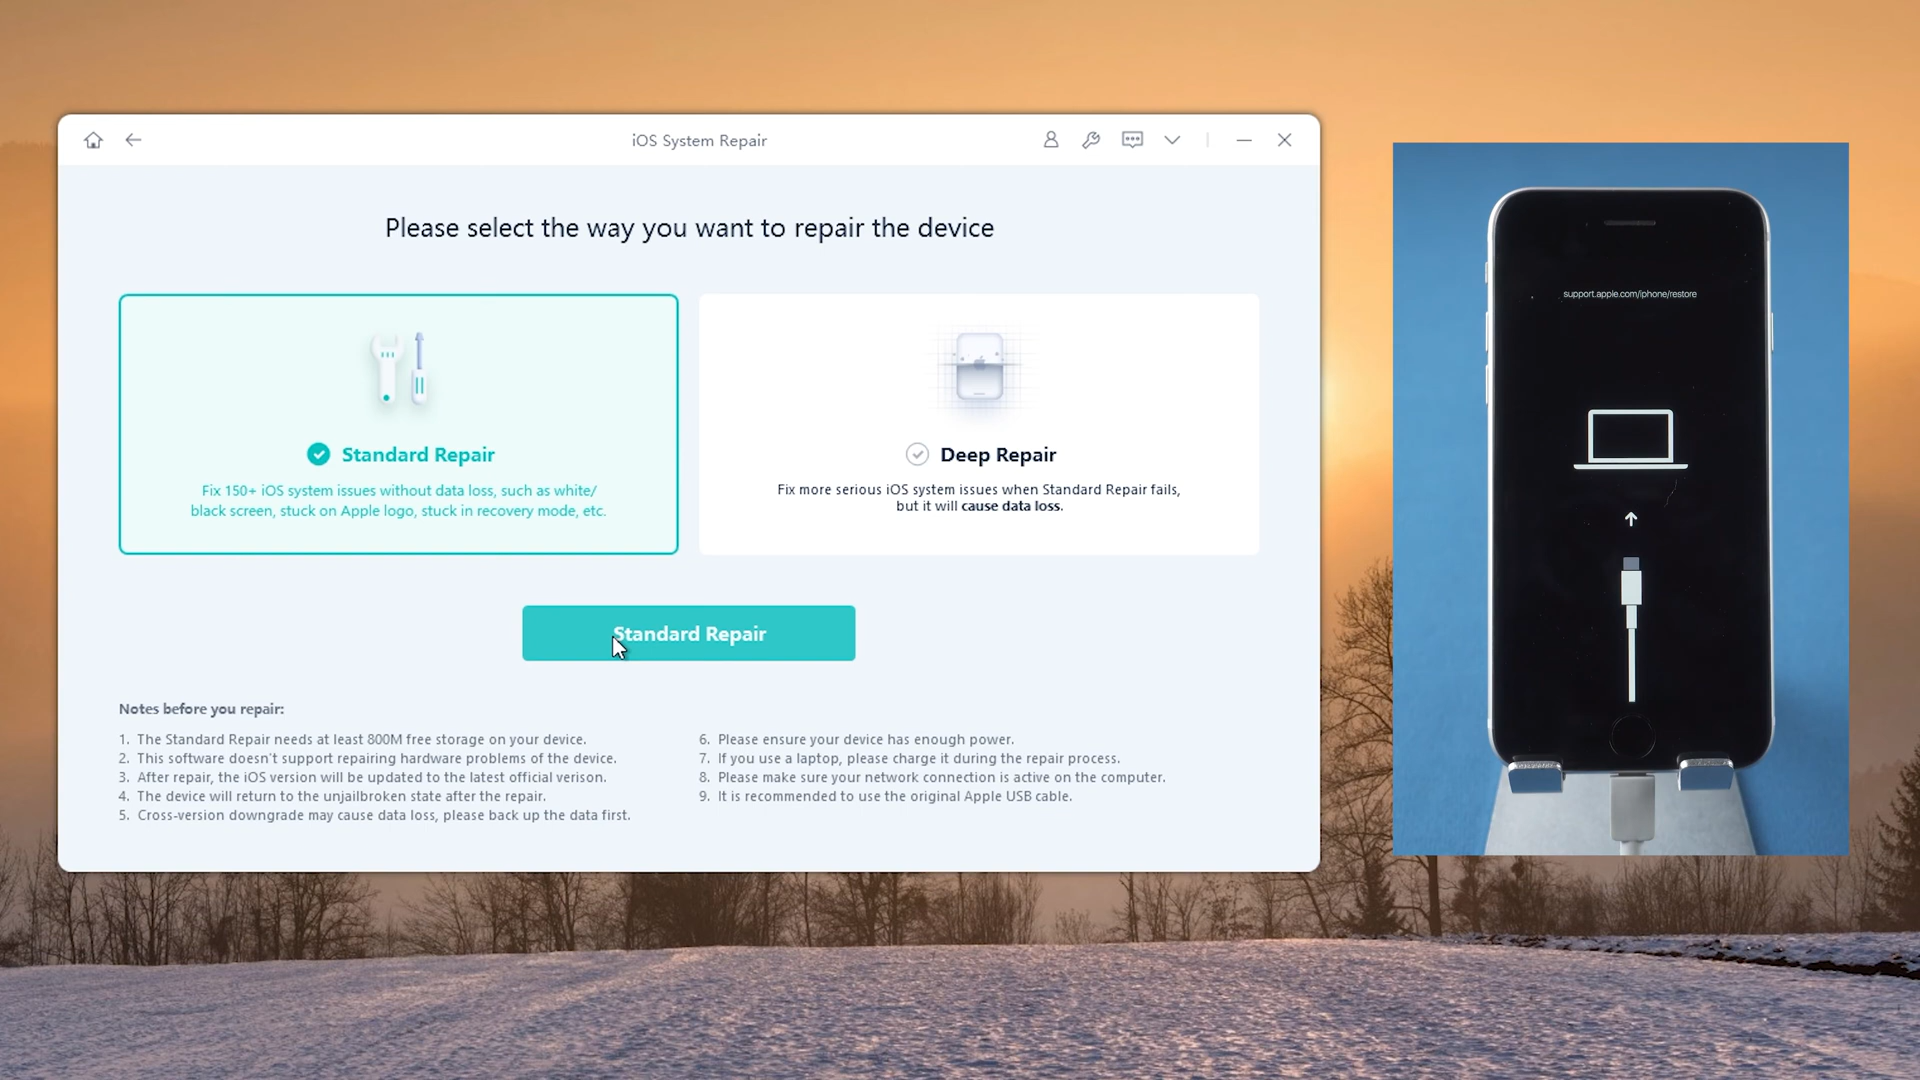 iOS System Repair
Please select the way you want to repair the device
Standard Repair
Fix 150+ iOS system issues without data loss, such as white/
black screen, stuck on Apple logo, stuck in recovery mode, etc.
Deep Repair
Fix more serious iOS system issues when Standard Repair fails,
but it will cause data loss.
Standard Repair
Notes before you repair:
1. The Standard Repair needs at least 800M free storage on your device.
2. This software doesn't support repairing hardware problems of the device.
3. After repair, the iOS version will be updated to the latest official verison.
4. The device will return to the unjailbroken state after the repair.
5. Cross-version downgrade may cause data loss, please back up the data first.
6. Please ensure your device has enough power.
7. If you use a laptop, please charge it during the repair process.
8. Please make sure your network connection is active on the computer.
9. It is recommended to use the original Apple USB cable.
support.apple.com/iphone/restore